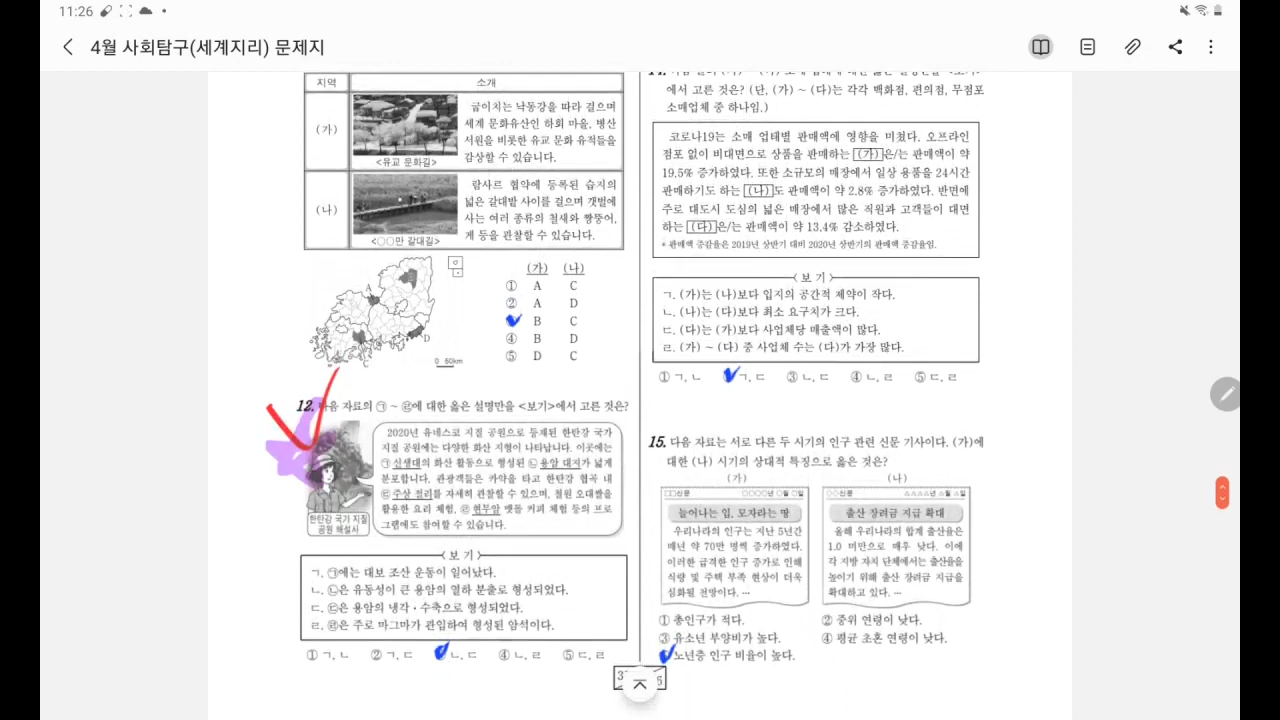 11:26
4월 사회탐구(세계지리) 문제지
지역 소개
(가)
굽이치는 낙동강을 따라 걸으며
세계 문화유산인 하회 마을, 병산
서원을 비롯한 유교 문화 유적들을
감상할 수 있습니다.
<유교 문화길>
(나)
람사르 협약에 등록된 습지의
넓은 갈대밭 사이를 걸으며 갯벌에
사는 여러 종류의 철새와 짱뚱어,
게 등을 관찰할 수 있습니다.
<○○만 갈대길>
(가) (나)
① A C
② A D
B C
④ B D
⑤ D C
A
D
0 50km
12. 다음 자료의 ㉠ ~ ㉣에 대한 옳은 설명만을 <보기>에서 고른 것은?
2020년 유네스코 지질 공원으로 등재된 한탄강 국가
지질 공원에는 다양한 화산 지형이 나타납니다. 이곳에는
㉠ 신생대의 화산 활동으로 형성된 ㉡ 용암 대지가 넓게
분포합니다. 관광객들은 카약을 타고 한탄강 협곡 내
㉢ 주상 절리를 자세히 관찰할 수 있으며, 철원 오대쌀을
활용한 요리 체험, ㉣ 현무암 맷돌 커피 체험 등의 프로
그램에도 참여할 수 있습니다.
한탄강 국가 지질
공원 해설사
<보 기>
ㄱ. ㉠에는 대보 조산 운동이 일어났다.
ㄴ. ㉡은 유동성이 큰 용암의 열하 분출로 형성되었다.
ㄷ. ㉢은 용암의 냉각·수축으로 형성되었다.
ㄹ. ㉣은 주로 마그마가 관입하여 형성된 암석이다.
① ㄱ, ㄴ ② ㄱ, ㄷ ㄴ, ㄷ ④ ㄴ, ㄹ ⑤ ㄷ, ㄹ
에서 고른 것은? (단, (가) ~ (다)는 각각 백화점, 편의점, 무점포
소매업체 중 하나임.)
코로나19는 소매 업태별 판매액에 영향을 미쳤다. 오프라인
점포 없이 비대면으로 상품을 판매하는 (가)은/는 판매액이 약
19.5% 증가하였다. 또한 소규모의 매장에서 일상 용품을 24시간
판매하기도 하는 (나)도 판매액이 약 2.8% 증가하였다. 반면에
주로 대도시 도심의 넓은 매장에서 많은 직원과 고객들이 대면
하는 (다)은/는 판매액이 약 13.4% 감소하였다.
* 판매액 증감율은 2019년 상반기 대비 2020년 상반기의 판매액 증감율임.
<보 기>
ㄱ. (가)는 (나)보다 입지의 공간적 제약이 작다.
ㄴ. (나)는 (다)보다 최소 요구치가 크다.
ㄷ. (다)는 (가)보다 사업체당 매출액이 많다.
ㄹ. (가) ~ (다) 중 사업체 수는 (다)가 가장 많다.
① ㄱ, ㄴ ㄱ, ㄷ ③ ㄴ, ㄷ ④ ㄴ, ㄹ ⑤ ㄷ, ㄹ
15. 다음 자료는 서로 다른 두 시기의 인구 관련 신문 기사이다. (가)에
대한 (나) 시기의 상대적 특징으로 옳은 것은?
(가)
□□신문 ○○○○년 ○월 ○일
늘어나는 입, 모자라는 땅
우리나라의 인구는 지난 5년간
매년 약 70만 명씩 증가하였다.
이러한 급격한 인구 증가로 인해
식량 및 주택 부족 현상이 더욱
심화될 전망이다. …
(나)
◇◇신문 △△△△년 △월 △일
출산 장려금 지급 확대
올해 우리나라의 합계 출산율은
1.0 미만으로 매우 낮다. 이에
각 지방 자치 단체에서는 출산율을
높이기 위해 출산 장려금 지급을
확대하고 있다. …
① 총인구가 적다. ② 중위 연령이 낮다.
③ 유소년 부양비가 높다. ④ 평균 초혼 연령이 낮다.
노년층 인구 비율이 높다.